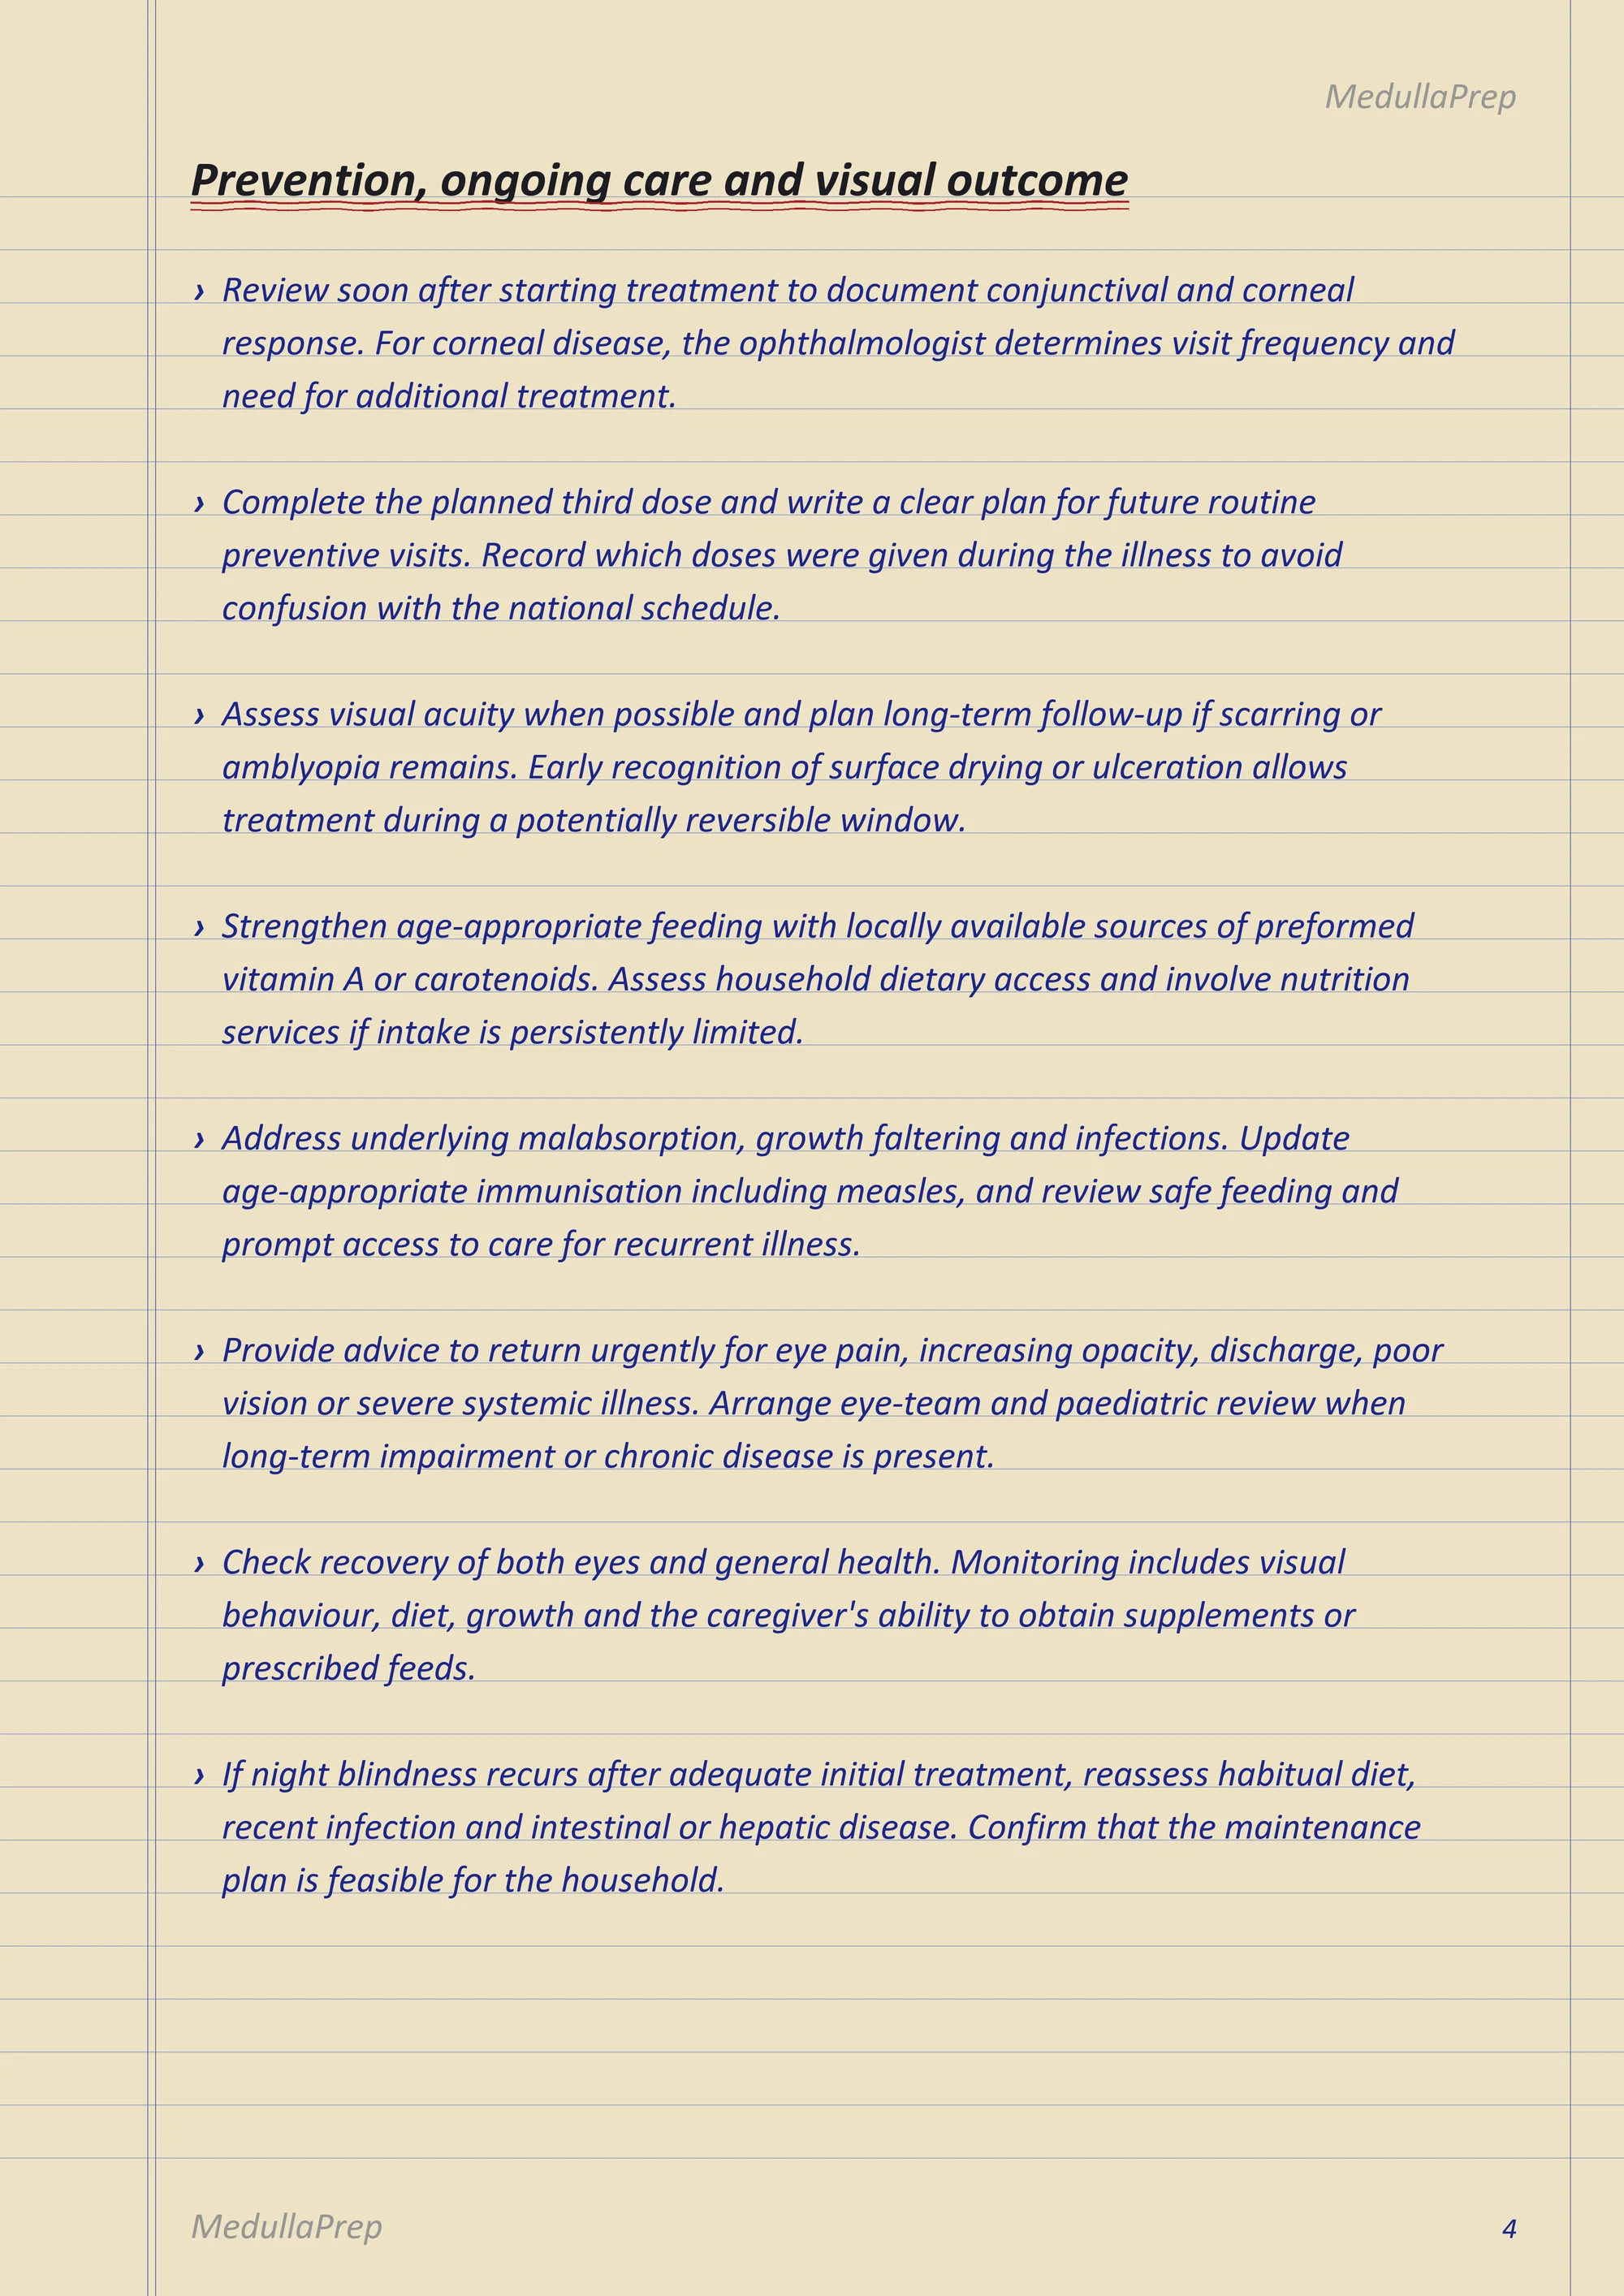 MedullaPrep
Prevention, ongoing care and visual outcome
› Review soon after starting treatment to document conjunctival and corneal
response. For corneal disease, the ophthalmologist determines visit frequency and
need for additional treatment.
› Complete the planned third dose and write a clear plan for future routine
preventive visits. Record which doses were given during the illness to avoid
confusion with the national schedule.
› Assess visual acuity when possible and plan long-term follow-up if scarring or
amblyopia remains. Early recognition of surface drying or ulceration allows
treatment during a potentially reversible window.
› Strengthen age-appropriate feeding with locally available sources of preformed
vitamin A or carotenoids. Assess household dietary access and involve nutrition
services if intake is persistently limited.
› Address underlying malabsorption, growth faltering and infections. Update
age-appropriate immunisation including measles, and review safe feeding and
prompt access to care for recurrent illness.
› Provide advice to return urgently for eye pain, increasing opacity, discharge, poor
vision or severe systemic illness. Arrange eye-team and paediatric review when
long-term impairment or chronic disease is present.
› Check recovery of both eyes and general health. Monitoring includes visual
behaviour, diet, growth and the caregiver's ability to obtain supplements or
prescribed feeds.
› If night blindness recurs after adequate initial treatment, reassess habitual diet,
recent infection and intestinal or hepatic disease. Confirm that the maintenance
plan is feasible for the household.
MedullaPrep
4